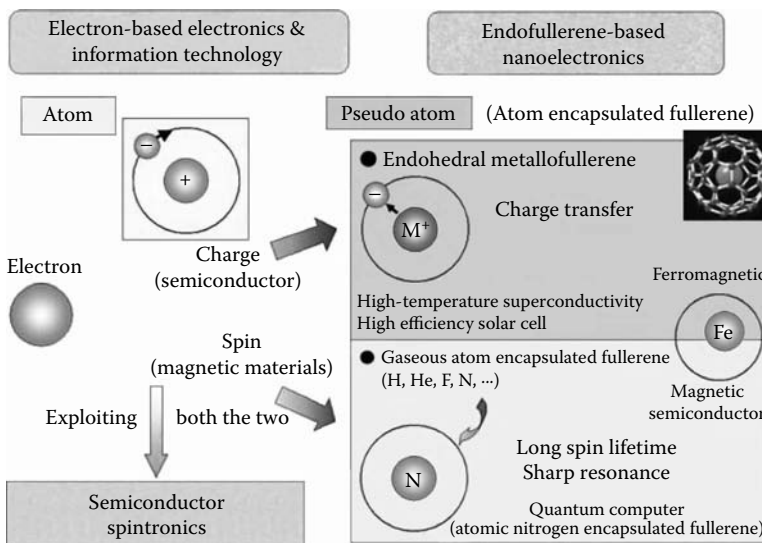 Electron-based electronics &
information technology
Endofullerene-based
nanoelectronics
Atom
Pseudo atom (Atom encapsulated fullerene)
−
+
Electron
Charge
(semiconductor)
● Endohedral metallofullerene
−
M⁺
Charge transfer
High-temperature superconductivity
High efficiency solar cell
Ferromagnetic
Fe
Magnetic
semiconductor
Spin
(magnetic materials)
Exploiting both the two
Semiconductor
spintronics
● Gaseous atom encapsulated fullerene
(H, He, F, N, ···)
N
Long spin lifetime
Sharp resonance
Quantum computer
(atomic nitrogen encapsulated fullerene)